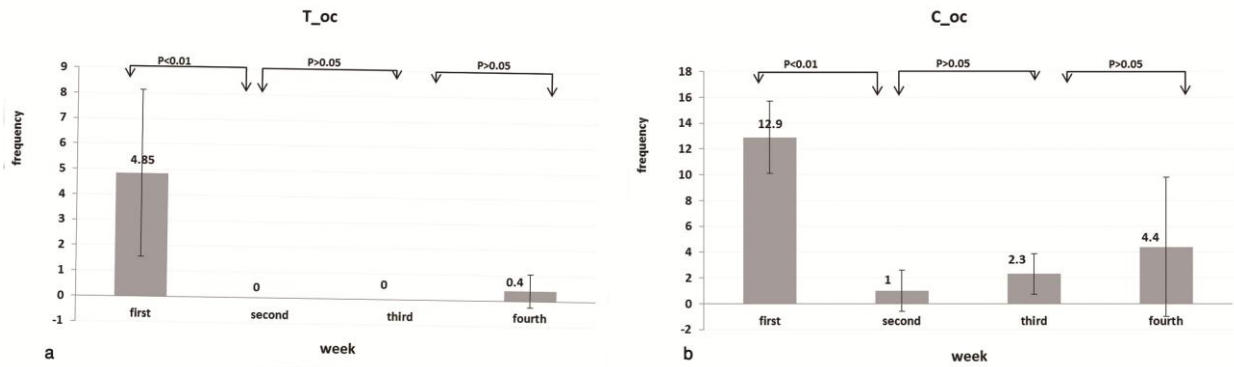 T_oc
P<0.01
P>0.05
P>0.05
9
8
7
6
5
4
3
2
1
0
-1
frequency
4.85
0
0
0.4
first
second
third
fourth
week
a
C_oc
P<0.01
P>0.05
P>0.05
18
16
14
12
10
8
6
4
2
0
-2
frequency
12.9
1
2.3
4.4
first
second
third
fourth
week
b